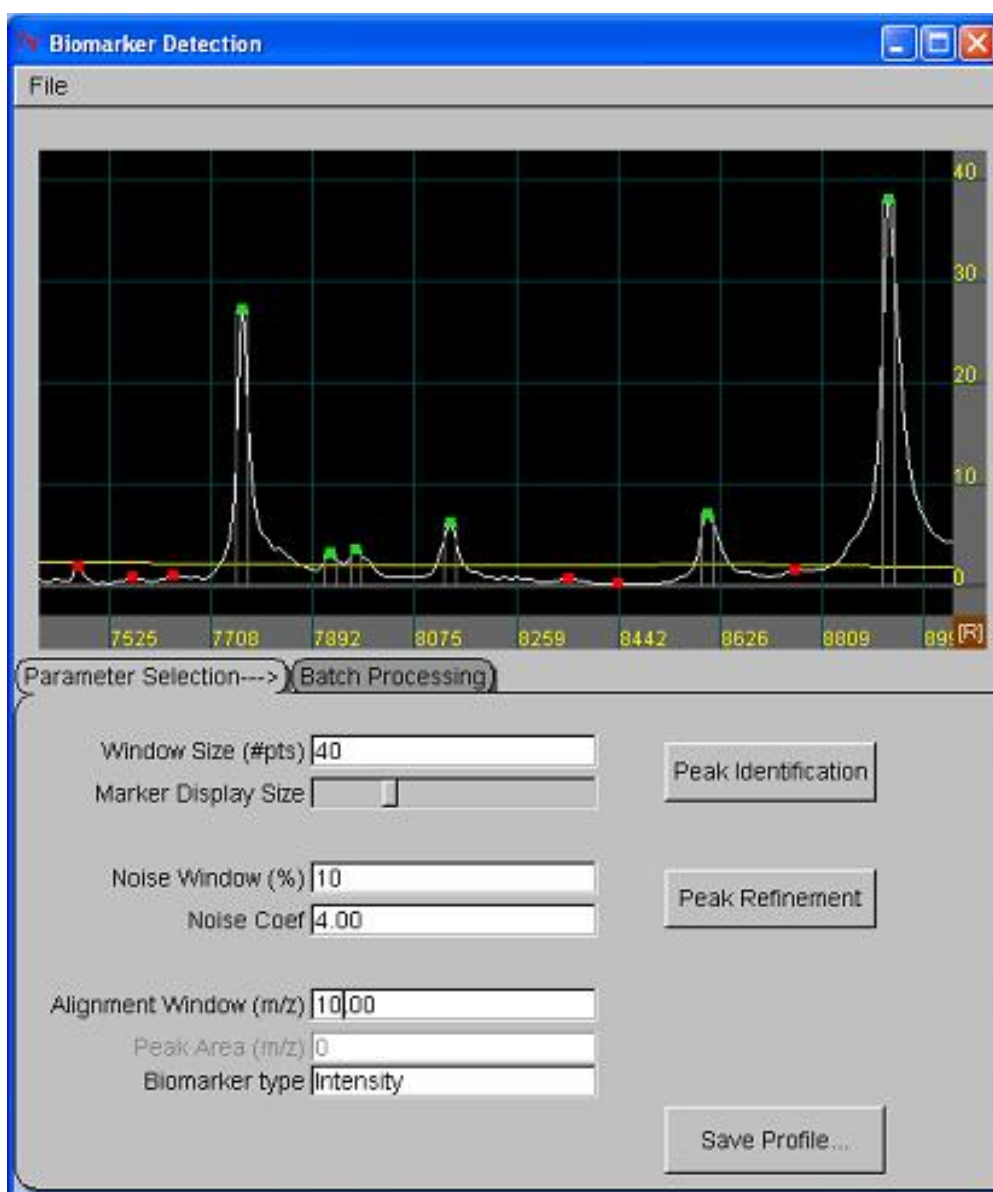 Biomarker Detection
File
40
30
20
10
0
7525 7708 7892 8075 8259 8442 8626 8809 899 [R]
Parameter Selection---> Batch Processing
Window Size (#pts) 40
Peak Identification
Marker Display Size
Noise Window (%) 10
Peak Refinement
Noise Coef 4.00
Alignment Window (m/z) 10.00
Peak Area (m/z) 0
Biomarker type Intensity
Save Profile...